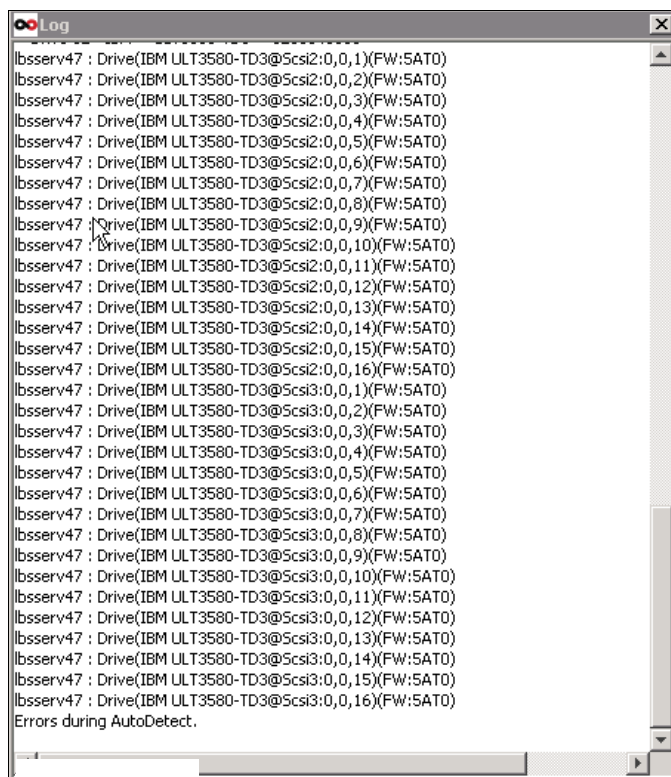 Log
lbsserv47 : Drive(IBM ULT3580-TD3@Scsi2:0,0,1)(FW:5AT0)
lbsserv47 : Drive(IBM ULT3580-TD3@Scsi2:0,0,2)(FW:5AT0)
lbsserv47 : Drive(IBM ULT3580-TD3@Scsi2:0,0,3)(FW:5AT0)
lbsserv47 : Drive(IBM ULT3580-TD3@Scsi2:0,0,4)(FW:5AT0)
lbsserv47 : Drive(IBM ULT3580-TD3@Scsi2:0,0,5)(FW:5AT0)
lbsserv47 : Drive(IBM ULT3580-TD3@Scsi2:0,0,6)(FW:5AT0)
lbsserv47 : Drive(IBM ULT3580-TD3@Scsi2:0,0,7)(FW:5AT0)
lbsserv47 : Drive(IBM ULT3580-TD3@Scsi2:0,0,8)(FW:5AT0)
lbsserv47 : Drive(IBM ULT3580-TD3@Scsi2:0,0,9)(FW:5AT0)
lbsserv47 : Drive(IBM ULT3580-TD3@Scsi2:0,0,10)(FW:5AT0)
lbsserv47 : Drive(IBM ULT3580-TD3@Scsi2:0,0,11)(FW:5AT0)
lbsserv47 : Drive(IBM ULT3580-TD3@Scsi2:0,0,12)(FW:5AT0)
lbsserv47 : Drive(IBM ULT3580-TD3@Scsi2:0,0,13)(FW:5AT0)
lbsserv47 : Drive(IBM ULT3580-TD3@Scsi2:0,0,14)(FW:5AT0)
lbsserv47 : Drive(IBM ULT3580-TD3@Scsi2:0,0,15)(FW:5AT0)
lbsserv47 : Drive(IBM ULT3580-TD3@Scsi2:0,0,16)(FW:5AT0)
lbsserv47 : Drive(IBM ULT3580-TD3@Scsi3:0,0,1)(FW:5AT0)
lbsserv47 : Drive(IBM ULT3580-TD3@Scsi3:0,0,2)(FW:5AT0)
lbsserv47 : Drive(IBM ULT3580-TD3@Scsi3:0,0,3)(FW:5AT0)
lbsserv47 : Drive(IBM ULT3580-TD3@Scsi3:0,0,4)(FW:5AT0)
lbsserv47 : Drive(IBM ULT3580-TD3@Scsi3:0,0,5)(FW:5AT0)
lbsserv47 : Drive(IBM ULT3580-TD3@Scsi3:0,0,6)(FW:5AT0)
lbsserv47 : Drive(IBM ULT3580-TD3@Scsi3:0,0,7)(FW:5AT0)
lbsserv47 : Drive(IBM ULT3580-TD3@Scsi3:0,0,8)(FW:5AT0)
lbsserv47 : Drive(IBM ULT3580-TD3@Scsi3:0,0,9)(FW:5AT0)
lbsserv47 : Drive(IBM ULT3580-TD3@Scsi3:0,0,10)(FW:5AT0)
lbsserv47 : Drive(IBM ULT3580-TD3@Scsi3:0,0,11)(FW:5AT0)
lbsserv47 : Drive(IBM ULT3580-TD3@Scsi3:0,0,12)(FW:5AT0)
lbsserv47 : Drive(IBM ULT3580-TD3@Scsi3:0,0,13)(FW:5AT0)
lbsserv47 : Drive(IBM ULT3580-TD3@Scsi3:0,0,14)(FW:5AT0)
lbsserv47 : Drive(IBM ULT3580-TD3@Scsi3:0,0,15)(FW:5AT0)
lbsserv47 : Drive(IBM ULT3580-TD3@Scsi3:0,0,16)(FW:5AT0)
Errors during AutoDetect.